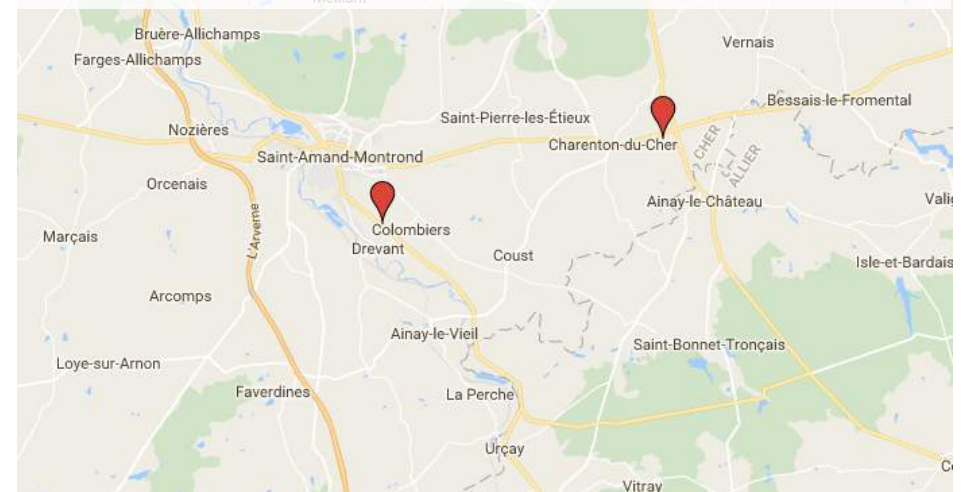 Bruère-Allichamps
Vernais
Farges-Allichamps
Bessais-le-Fromental
Saint-Pierre-les-Étieux
Nozières
Charenton-du-Cher
CHER
ALLIER
Saint-Amand-Montrond
Orcenais
Ainay-le-Château
L'Arverne
Colombiers
Marçais
Drevant
Coust
Isle-et-Bardais
Arcomps
Ainay-le-Vieil
Saint-Bonnet-Tronçais
Loye-sur-Arnon
Faverdines
La Perche
Urçay
Vitray